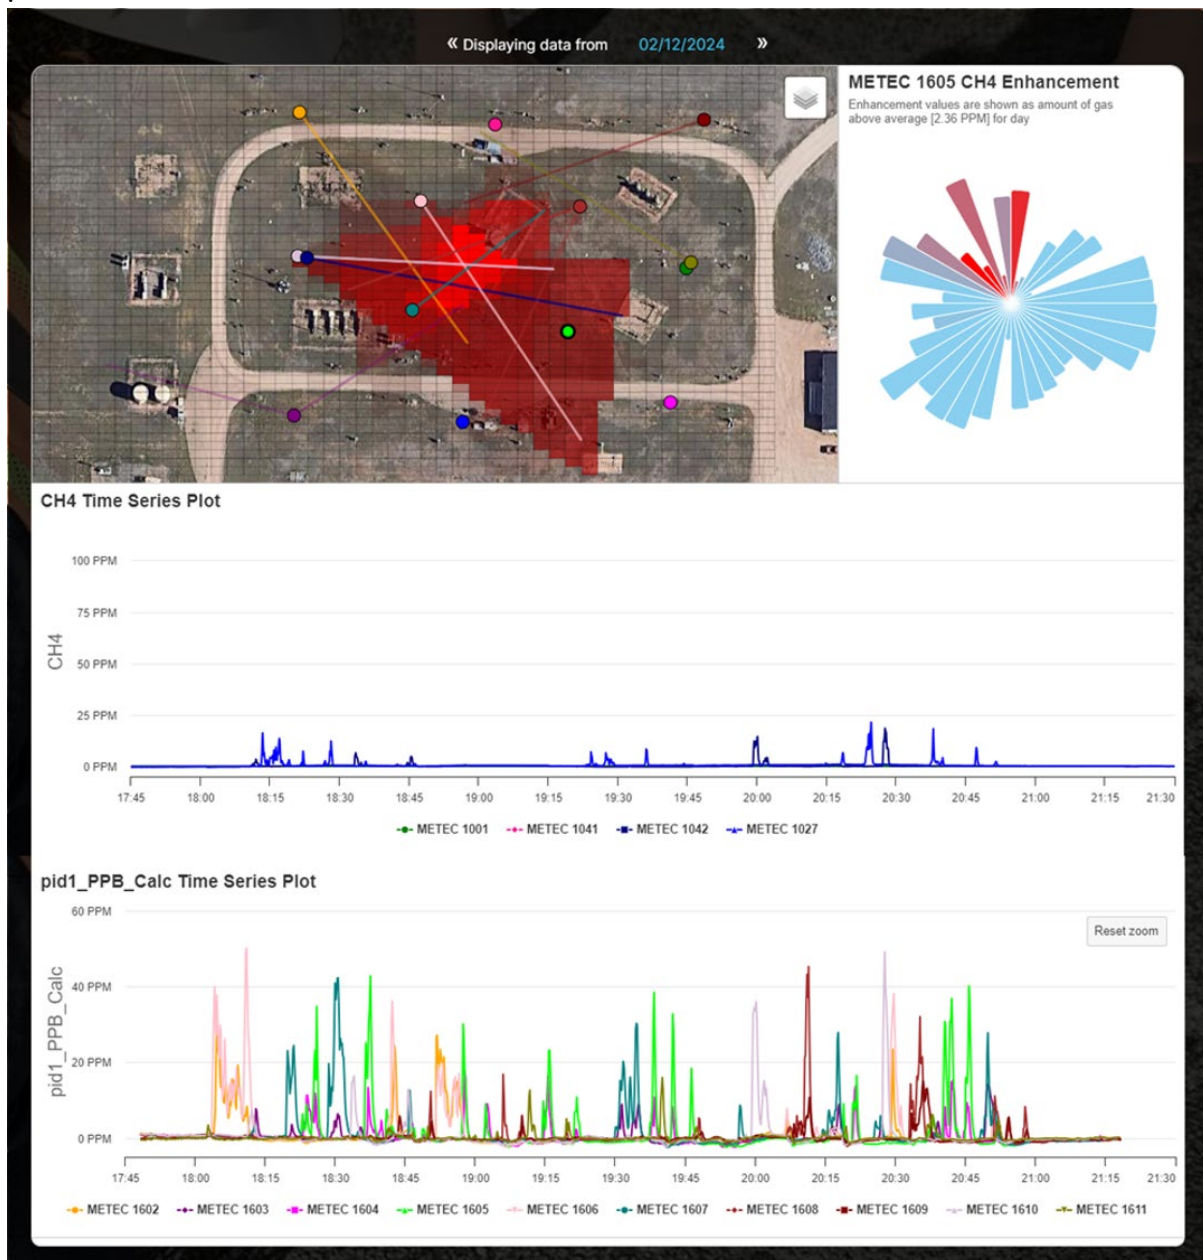 « Displaying data from 02/12/2024 »
METEC 1605 CH4 Enhancement
Enhancement values are shown as amount of gas
above average [2.36 PPM] for day
CH4 Time Series Plot
100 PPM
75 PPM
50 PPM
25 PPM
0 PPM
CH4
17:45 18:00 18:15 18:30 18:45 19:00 19:15 19:30 19:45 20:00 20:15 20:30 20:45 21:00 21:15 21:30
METEC 1001 METEC 1041 METEC 1042 METEC 1027
pid1_PPB_Calc Time Series Plot
60 PPM
Reset zoom
40 PPM
20 PPM
0 PPM
pid1_PPB_Calc
17:45 18:00 18:15 18:30 18:45 19:00 19:15 19:30 19:45 20:00 20:15 20:30 20:45 21:00 21:15 21:30
METEC 1602 METEC 1603 METEC 1604 METEC 1605 METEC 1606 METEC 1607 METEC 1608 METEC 1609 METEC 1610 METEC 1611